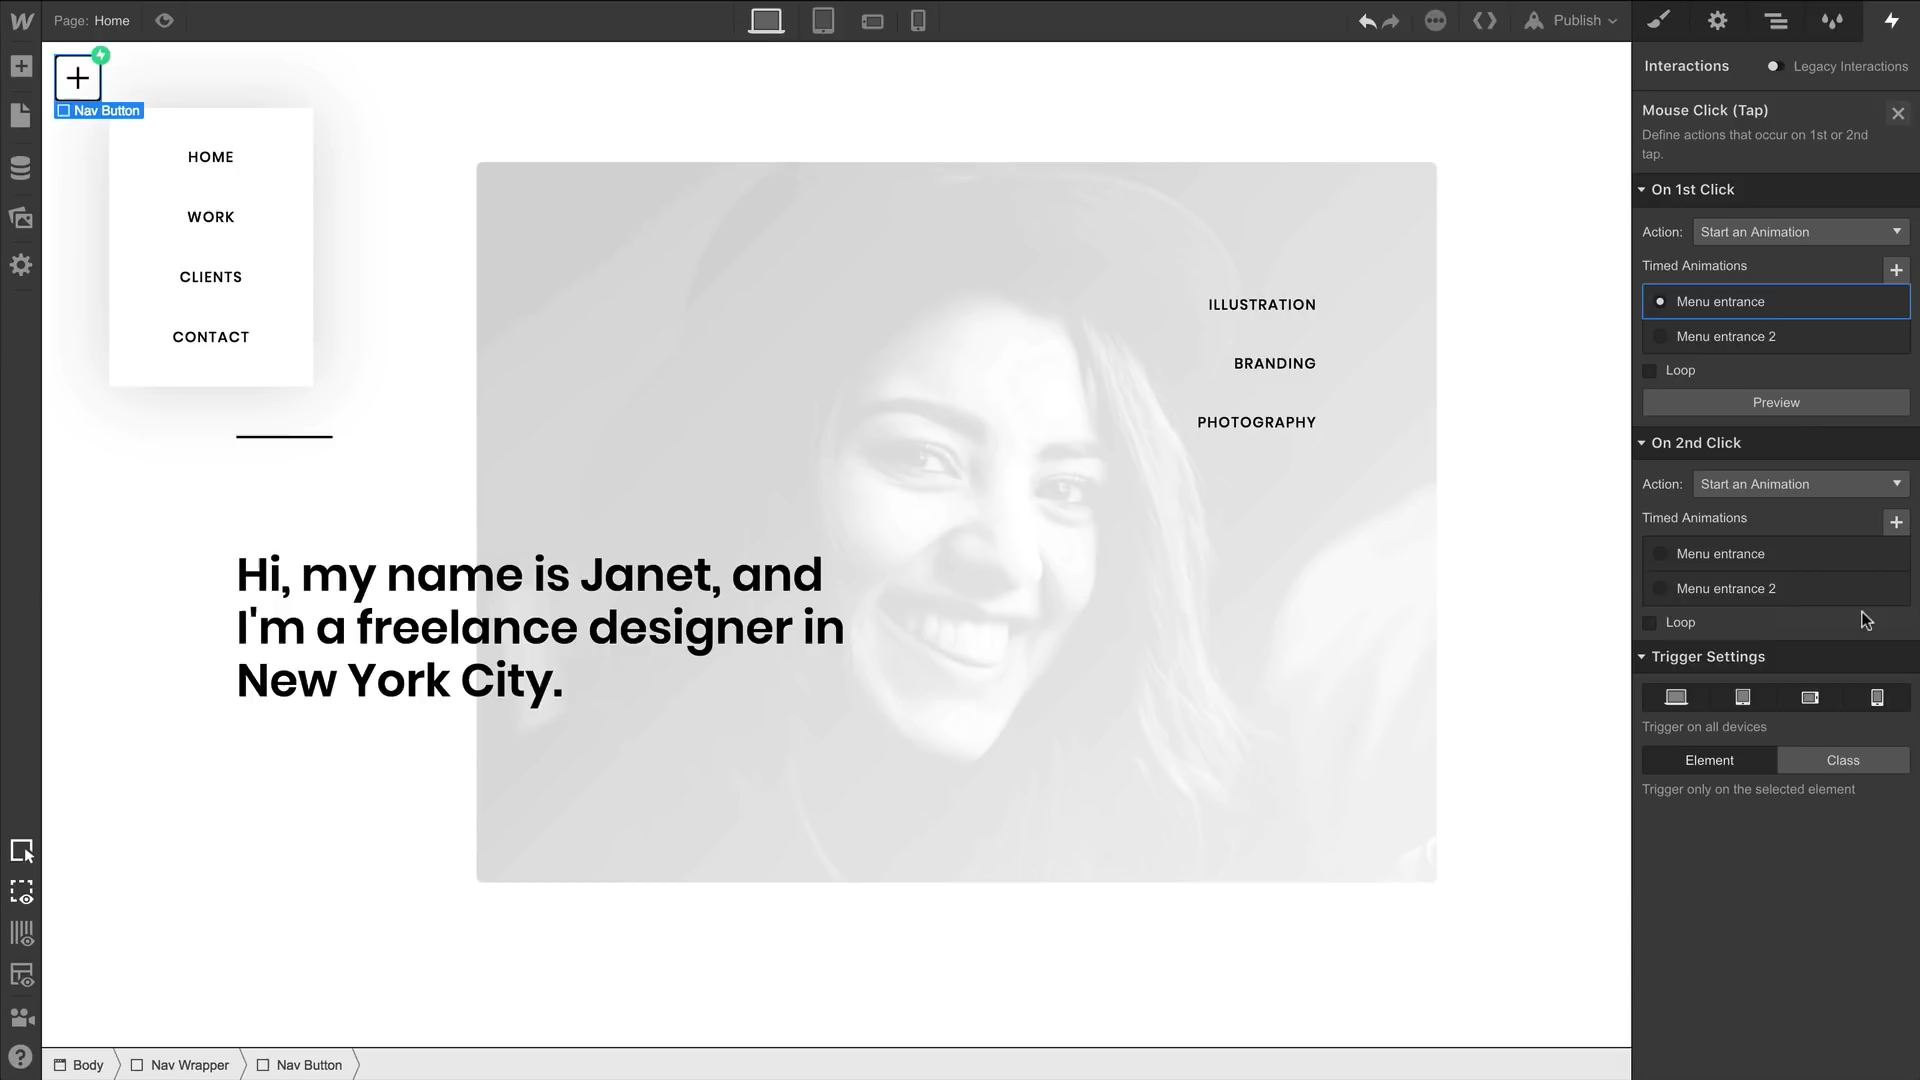 Page: Home
Publish
Nav Button
HOME
WORK
CLIENTS
CONTACT
ILLUSTRATION
BRANDING
PHOTOGRAPHY
Hi, my name is Janet, and
I'm a freelance designer in
New York City.
Body
Nav Wrapper
Nav Button
Interactions
Legacy Interactions
Mouse Click (Tap)
Define actions that occur on 1st or 2nd
tap.
On 1st Click
Action: Start an Animation
Timed Animations
Menu entrance
Menu entrance 2
Loop
Preview
On 2nd Click
Action: Start an Animation
Timed Animations
Menu entrance
Menu entrance 2
Loop
Trigger Settings
Trigger on all devices
Element Class
Trigger only on the selected element